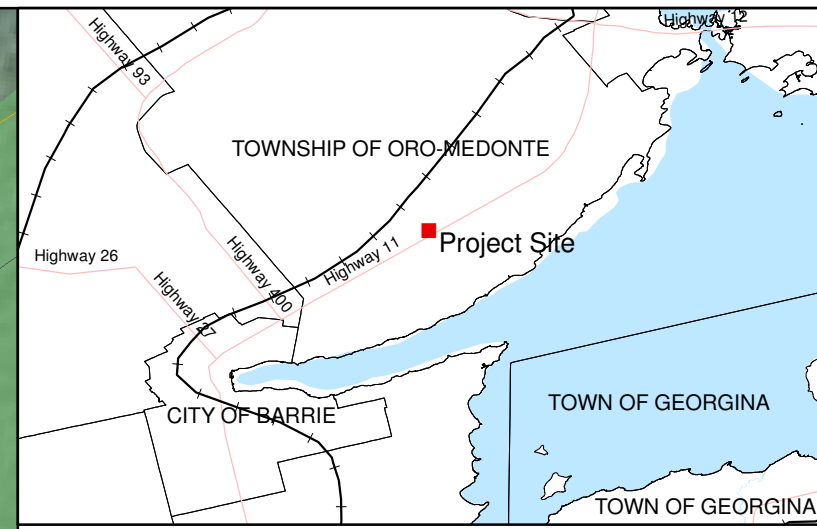 Highway 12
Highway 93
TOWNSHIP OF ORO-MEDONTE
Project Site
Highway 11
Highway 400
Highway 26
Highway 27
TOWN OF GEORGINA
CITY OF BARRIE
TOWN OF GEORGINA